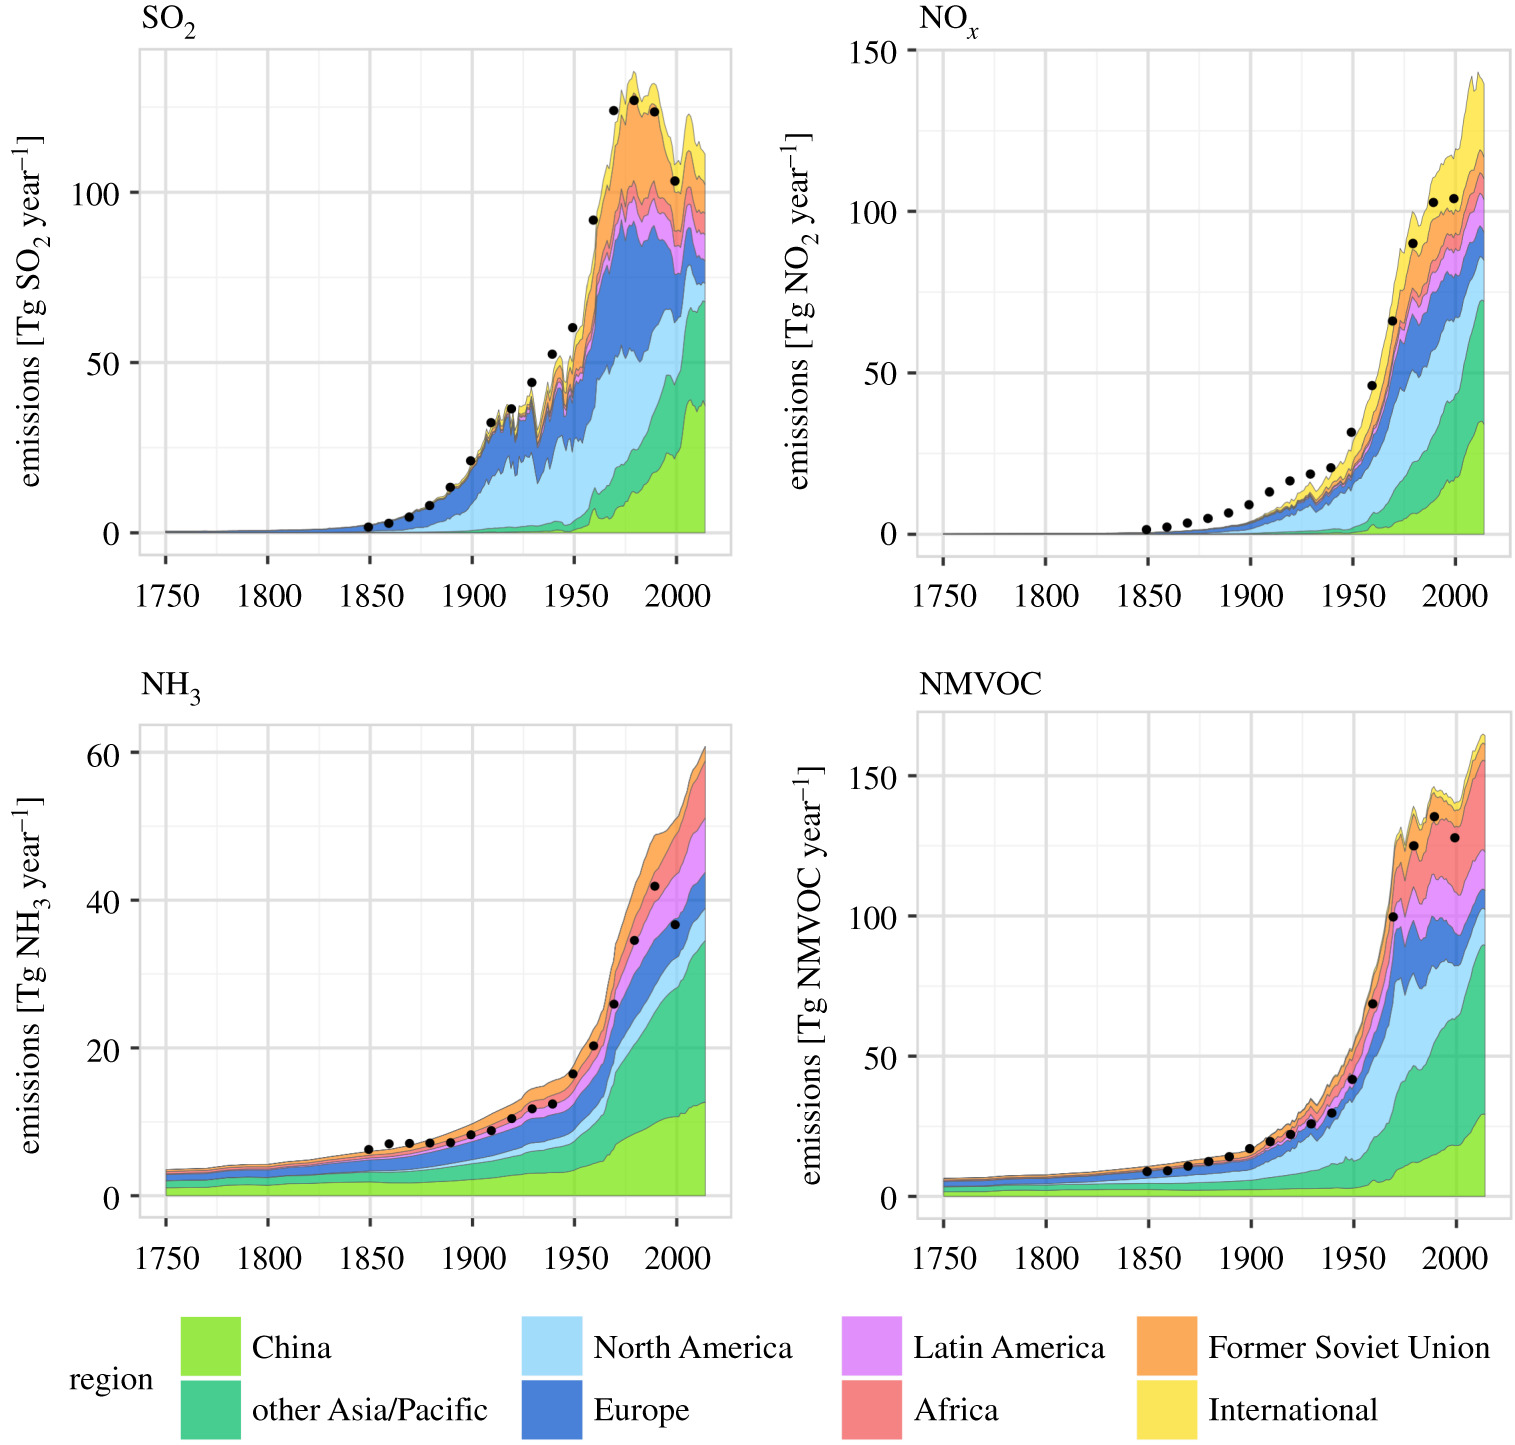 SO₂
emissions [Tg SO₂ year⁻¹]
100
50
0
1750 1800 1850 1900 1950 2000
NOₓ
emissions [Tg NO₂ year⁻¹]
150
100
50
0
1750 1800 1850 1900 1950 2000
NH₃
emissions [Tg NH₃ year⁻¹]
60
40
20
0
1750 1800 1850 1900 1950 2000
NMVOC
emissions [Tg NMVOC year⁻¹]
150
100
50
0
1750 1800 1850 1900 1950 2000
region
China
North America
Latin America
Former Soviet Union
other Asia/Pacific
Europe
Africa
International